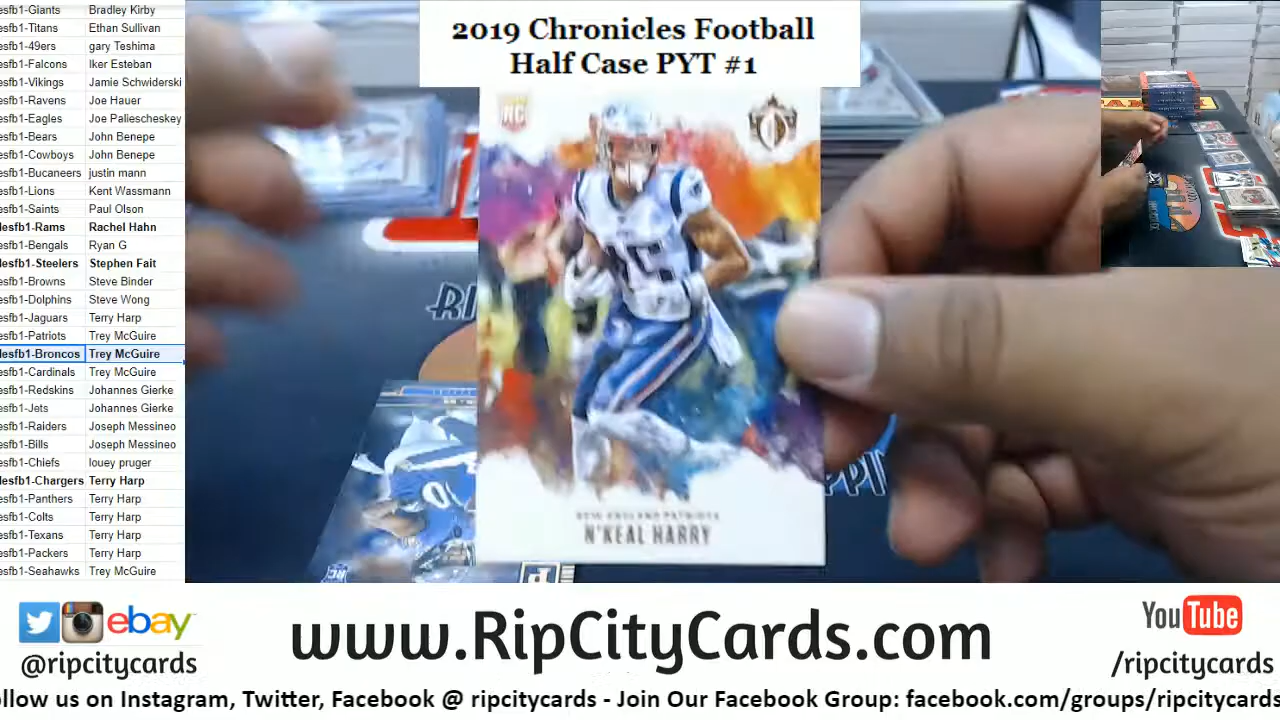 esfb1-Giants Bradley Kirby
esfb1-Titans Ethan Sullivan
esfb1-49ers gary Teshima
esfb1-Falcons Iker Esteban
esfb1-Vikings Jamie Schwiderski
esfb1-Ravens Joe Hauer
esfb1-Eagles Joe Paliescheskey
esfb1-Bears John Benepe
esfb1-Cowboys John Benepe
esfb1-Bucaneers justin mann
esfb1-Lions Kent Wassmann
esfb1-Saints Paul Olson
lesfb1-Rams Rachel Hahn
esfb1-Bengals Ryan G
lesfb1-Steelers Stephen Fait
esfb1-Browns Steve Binder
esfb1-Dolphins Steve Wong
esfb1-Jaguars Terry Harp
esfb1-Patriots Trey McGuire
lesfb1-Broncos Trey McGuire
esfb1-Cardinals Trey McGuire
esfb1-Redskins Johannes Gierke
esfb1-Jets Johannes Gierke
esfb1-Raiders Joseph Messineo
esfb1-Bills Joseph Messineo
esfb1-Chiefs louey pruger
esfb1-Chargers Terry Harp
esfb1-Panthers Terry Harp
esfb1-Colts Terry Harp
esfb1-Texans Terry Harp
esfb1-Packers Terry Harp
esfb1-Seahawks Trey McGuire
2019 Chronicles Football
Half Case PYT #1
RC
15
NEW ENGLAND PATRIOTS
N'KEAL HARRY
ebay
@ripcitycards
www.RipCityCards.com
YouTube
/ripcitycards
ollow us on Instagram, Twitter, Facebook @ ripcitycards - Join Our Facebook Group: facebook.com/groups/ripcitycards